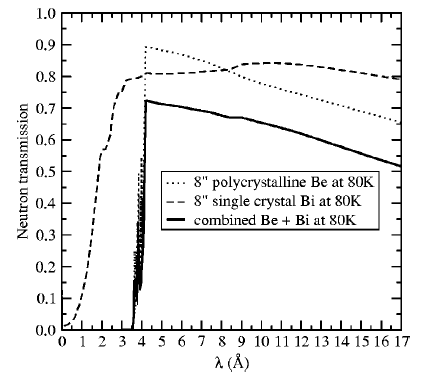 1.0
0.9
0.8
0.7
0.6
0.5
0.4
0.3
0.2
0.1
0.0
Neutron transmission
8" polycrystalline Be at 80K
8" single crystal Bi at 80K
combined Be + Bi at 80K
0 1 2 3 4 5 6 7 8 9 10 11 12 13 14 15 16 17
λ (Å)